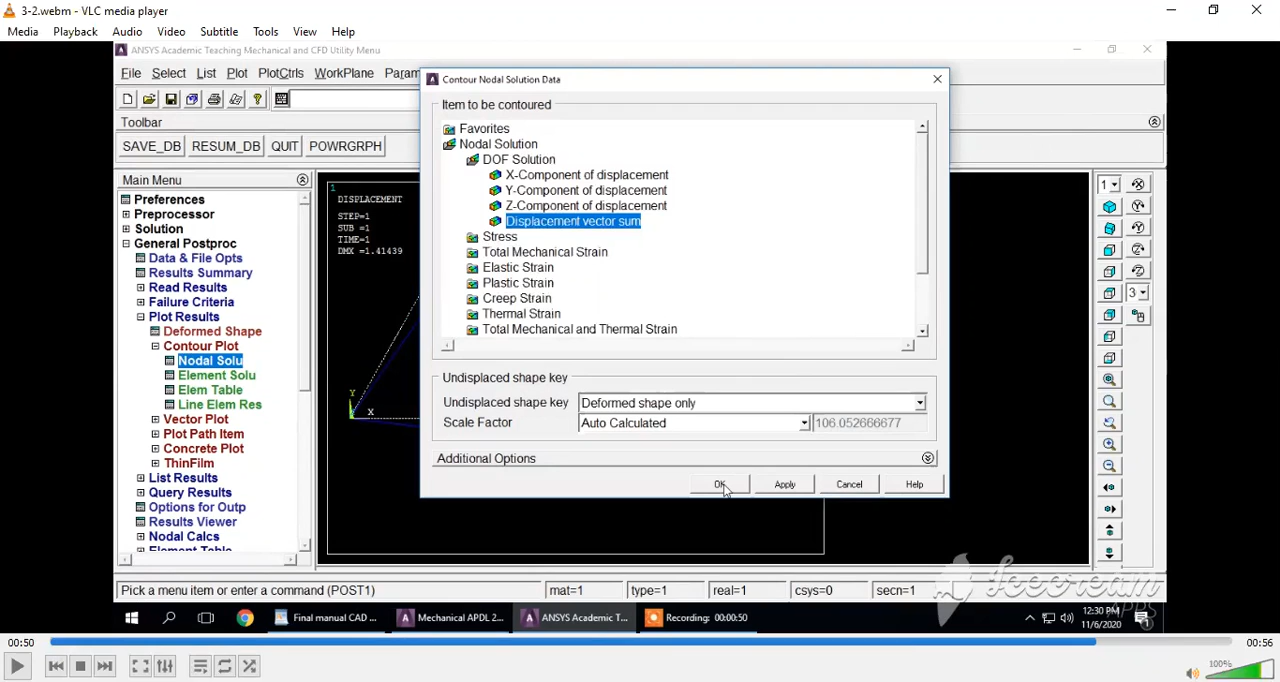 3-2.webm - VLC media player
Media Playback Audio Video Subtitle Tools View Help
ANSYS Academic Teaching Mechanical and CFD Utility Menu
File Select List Plot PlotCtrls WorkPlane Param
Toolbar
SAVE_DB RESUM_DB QUIT POWRGRPH
Main Menu
Preferences
Preprocessor
Solution
General Postproc
Data & File Opts
Results Summary
Read Results
Failure Criteria
Plot Results
Deformed Shape
Contour Plot
Nodal Solu
Element Solu
Elem Table
Line Elem Res
Vector Plot
Plot Path Item
Concrete Plot
ThinFilm
List Results
Query Results
Options for Outp
Results Viewer
Nodal Calcs
Element Table
1
DISPLACEMENT
STEP=1
SUB =1
TIME=1
DMX =1.41439
Y
X
Contour Nodal Solution Data
Item to be contoured
Favorites
Nodal Solution
DOF Solution
X-Component of displacement
Y-Component of displacement
Z-Component of displacement
Displacement vector sum
Stress
Total Mechanical Strain
Elastic Strain
Plastic Strain
Creep Strain
Thermal Strain
Total Mechanical and Thermal Strain
Undisplaced shape key
Undisplaced shape key Deformed shape only
Scale Factor Auto Calculated 106.052666677
Additional Options
OK Apply Cancel Help
1
3
Pick a menu item or enter a command (POST1) mat=1 type=1 real=1 csys=0 secn=1
Icecream
APPS
Final manual CAD ... Mechanical APDL 2... ANSYS Academic T... Recording: 00:00:50
12:30 PM
11/6/2020
1
00:50 00:56
100%